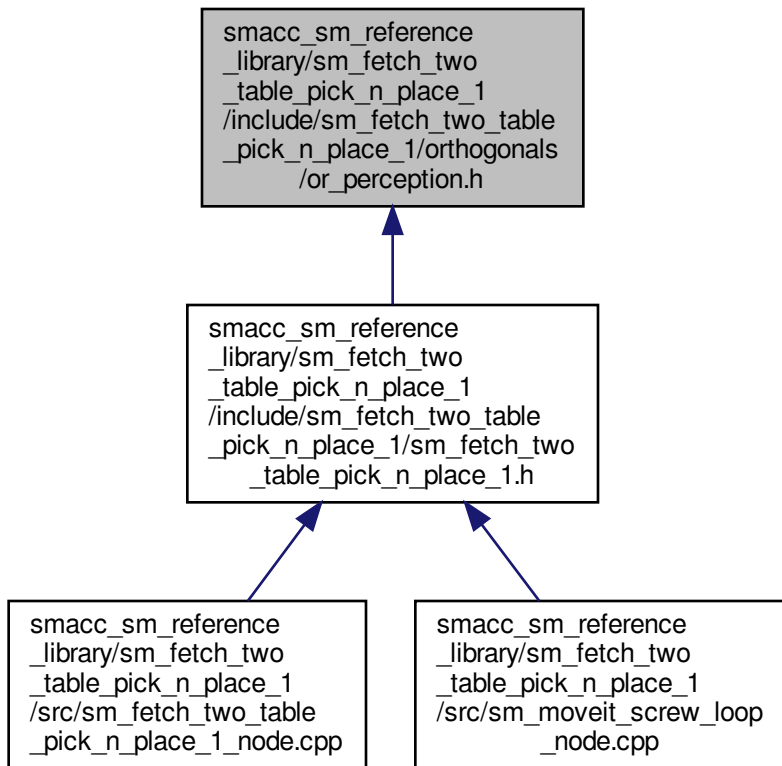 smacc_sm_reference
_library/sm_fetch_two
_table_pick_n_place_1
/include/sm_fetch_two_table
_pick_n_place_1/orthogonals
/or_perception.h
smacc_sm_reference
_library/sm_fetch_two
_table_pick_n_place_1
/include/sm_fetch_two_table
_pick_n_place_1/sm_fetch_two
_table_pick_n_place_1.h
smacc_sm_reference
_library/sm_fetch_two
_table_pick_n_place_1
/src/sm_fetch_two_table
_pick_n_place_1_node.cpp
smacc_sm_reference
_library/sm_fetch_two
_table_pick_n_place_1
/src/sm_moveit_screw_loop
_node.cpp